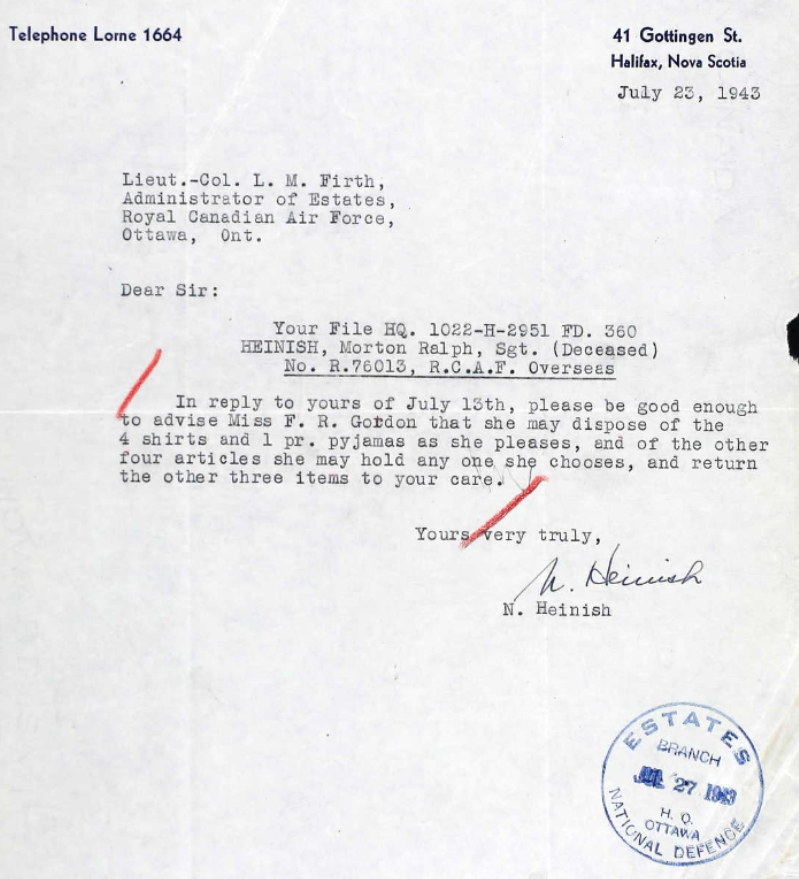 Telephone Lorne 1664
41 Gottingen St.
Halifax, Nova Scotia
July 23, 1943
Lieut.-Col. L. M. Firth,
Administrator of Estates,
Royal Canadian Air Force,
Ottawa, Ont.
Dear Sir:
Your File HQ. 1022-H-2951 FD. 360
HEINISH, Morton Ralph, Sgt. (Deceased)
No. R.76013, R.C.A.F. Overseas
In reply to yours of July 13th, please be good enough
to advise Miss F. R. Gordon that she may dispose of the
4 shirts and 1 pr. pyjamas as she pleases, and of the other
four articles she may hold any one she chooses, and return
the other three items to your care.
Yours very truly,
N. Heinish
N. Heinish
ESTATES
BRANCH
JUL 27 1943
H. Q.
OTTAWA
NATIONAL DEFENCE